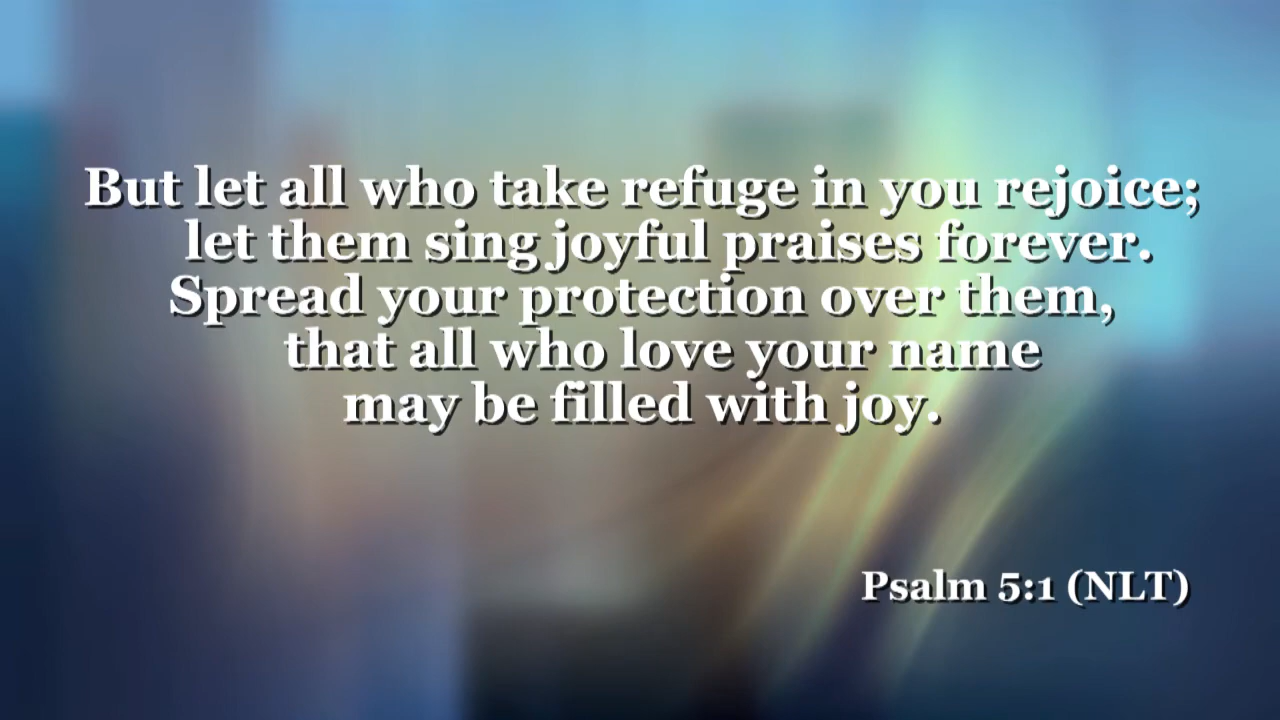 But let all who take refuge in you rejoice;
let them sing joyful praises forever.
Spread your protection over them,
that all who love your name
may be filled with joy.
Psalm 5:1 (NLT)